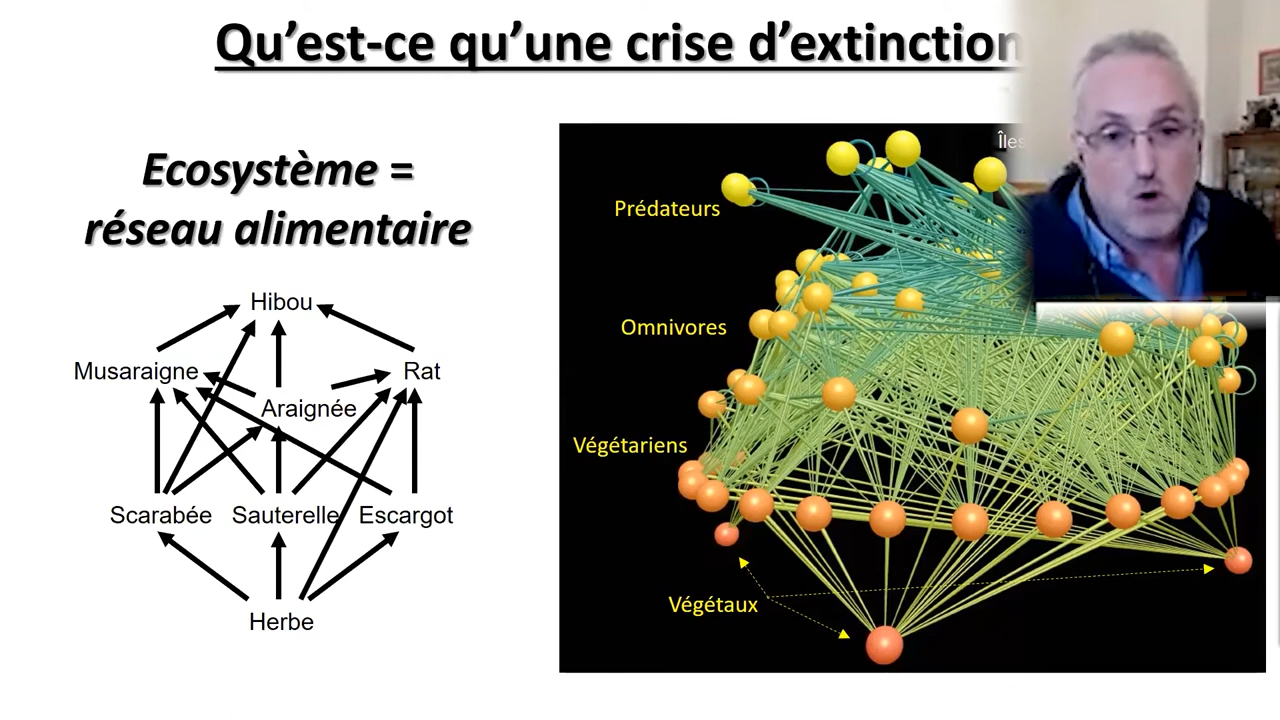 Qu'est-ce qu'une crise d'extinction
Ecosystème =
réseau alimentaire
Hibou
Musaraigne
Rat
Araignée
Scarabée
Sauterelle
Escargot
Herbe
Îles
Prédateurs
Omnivores
Végétariens
Végétaux